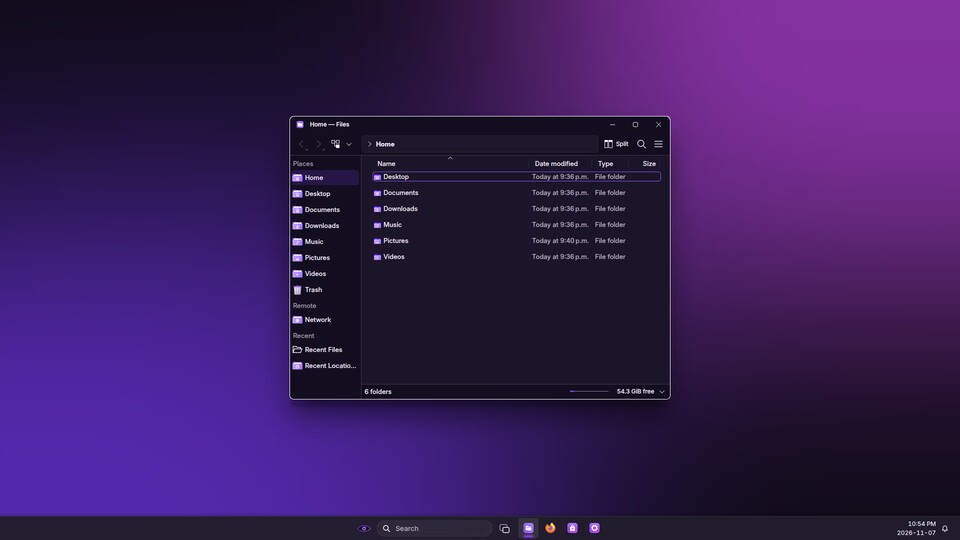 Home — Files
Home
Split
Places
Home
Desktop
Documents
Downloads
Music
Pictures
Videos
Trash
Remote
Network
Recent
Recent Files
Recent Locatio...
Name Date modified Type Size
Desktop Today at 9:36 p.m. File folder
Documents Today at 9:36 p.m. File folder
Downloads Today at 9:36 p.m. File folder
Music Today at 9:36 p.m. File folder
Pictures Today at 9:40 p.m. File folder
Videos Today at 9:36 p.m. File folder
6 folders 54.3 GiB free
Search
10:54 PM
2026-11-07